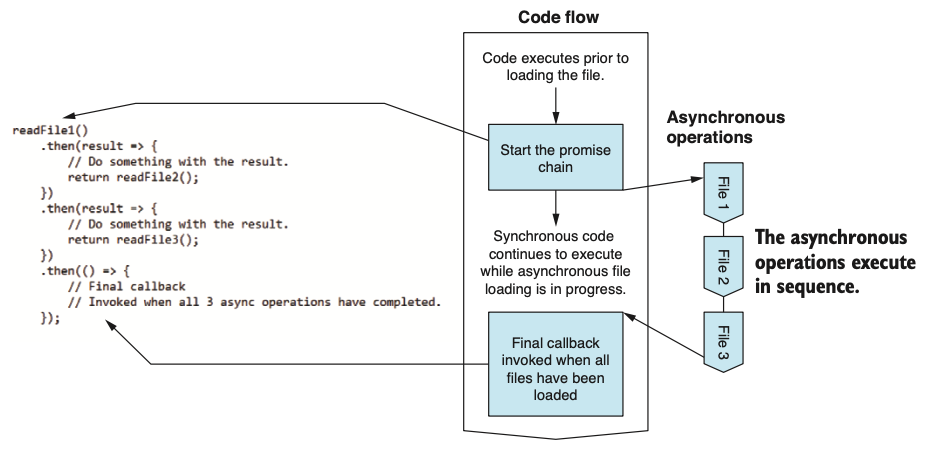 Code flow
Code executes prior to
loading the file.
Start the promise
chain
Synchronous code
continues to execute
while asynchronous file
loading is in progress.
Final callback
invoked when all
files have been
loaded
readFile1()
    .then(result => {
        // Do something with the result.
        return readFile2();
    })
    .then(result => {
        // Do something with the result.
        return readFile3();
    })
    .then(() => {
        // Final callback
        // Invoked when all 3 async operations have completed.
    });
Asynchronous
operations
File 1
File 2
File 3
The asynchronous
operations execute
in sequence.